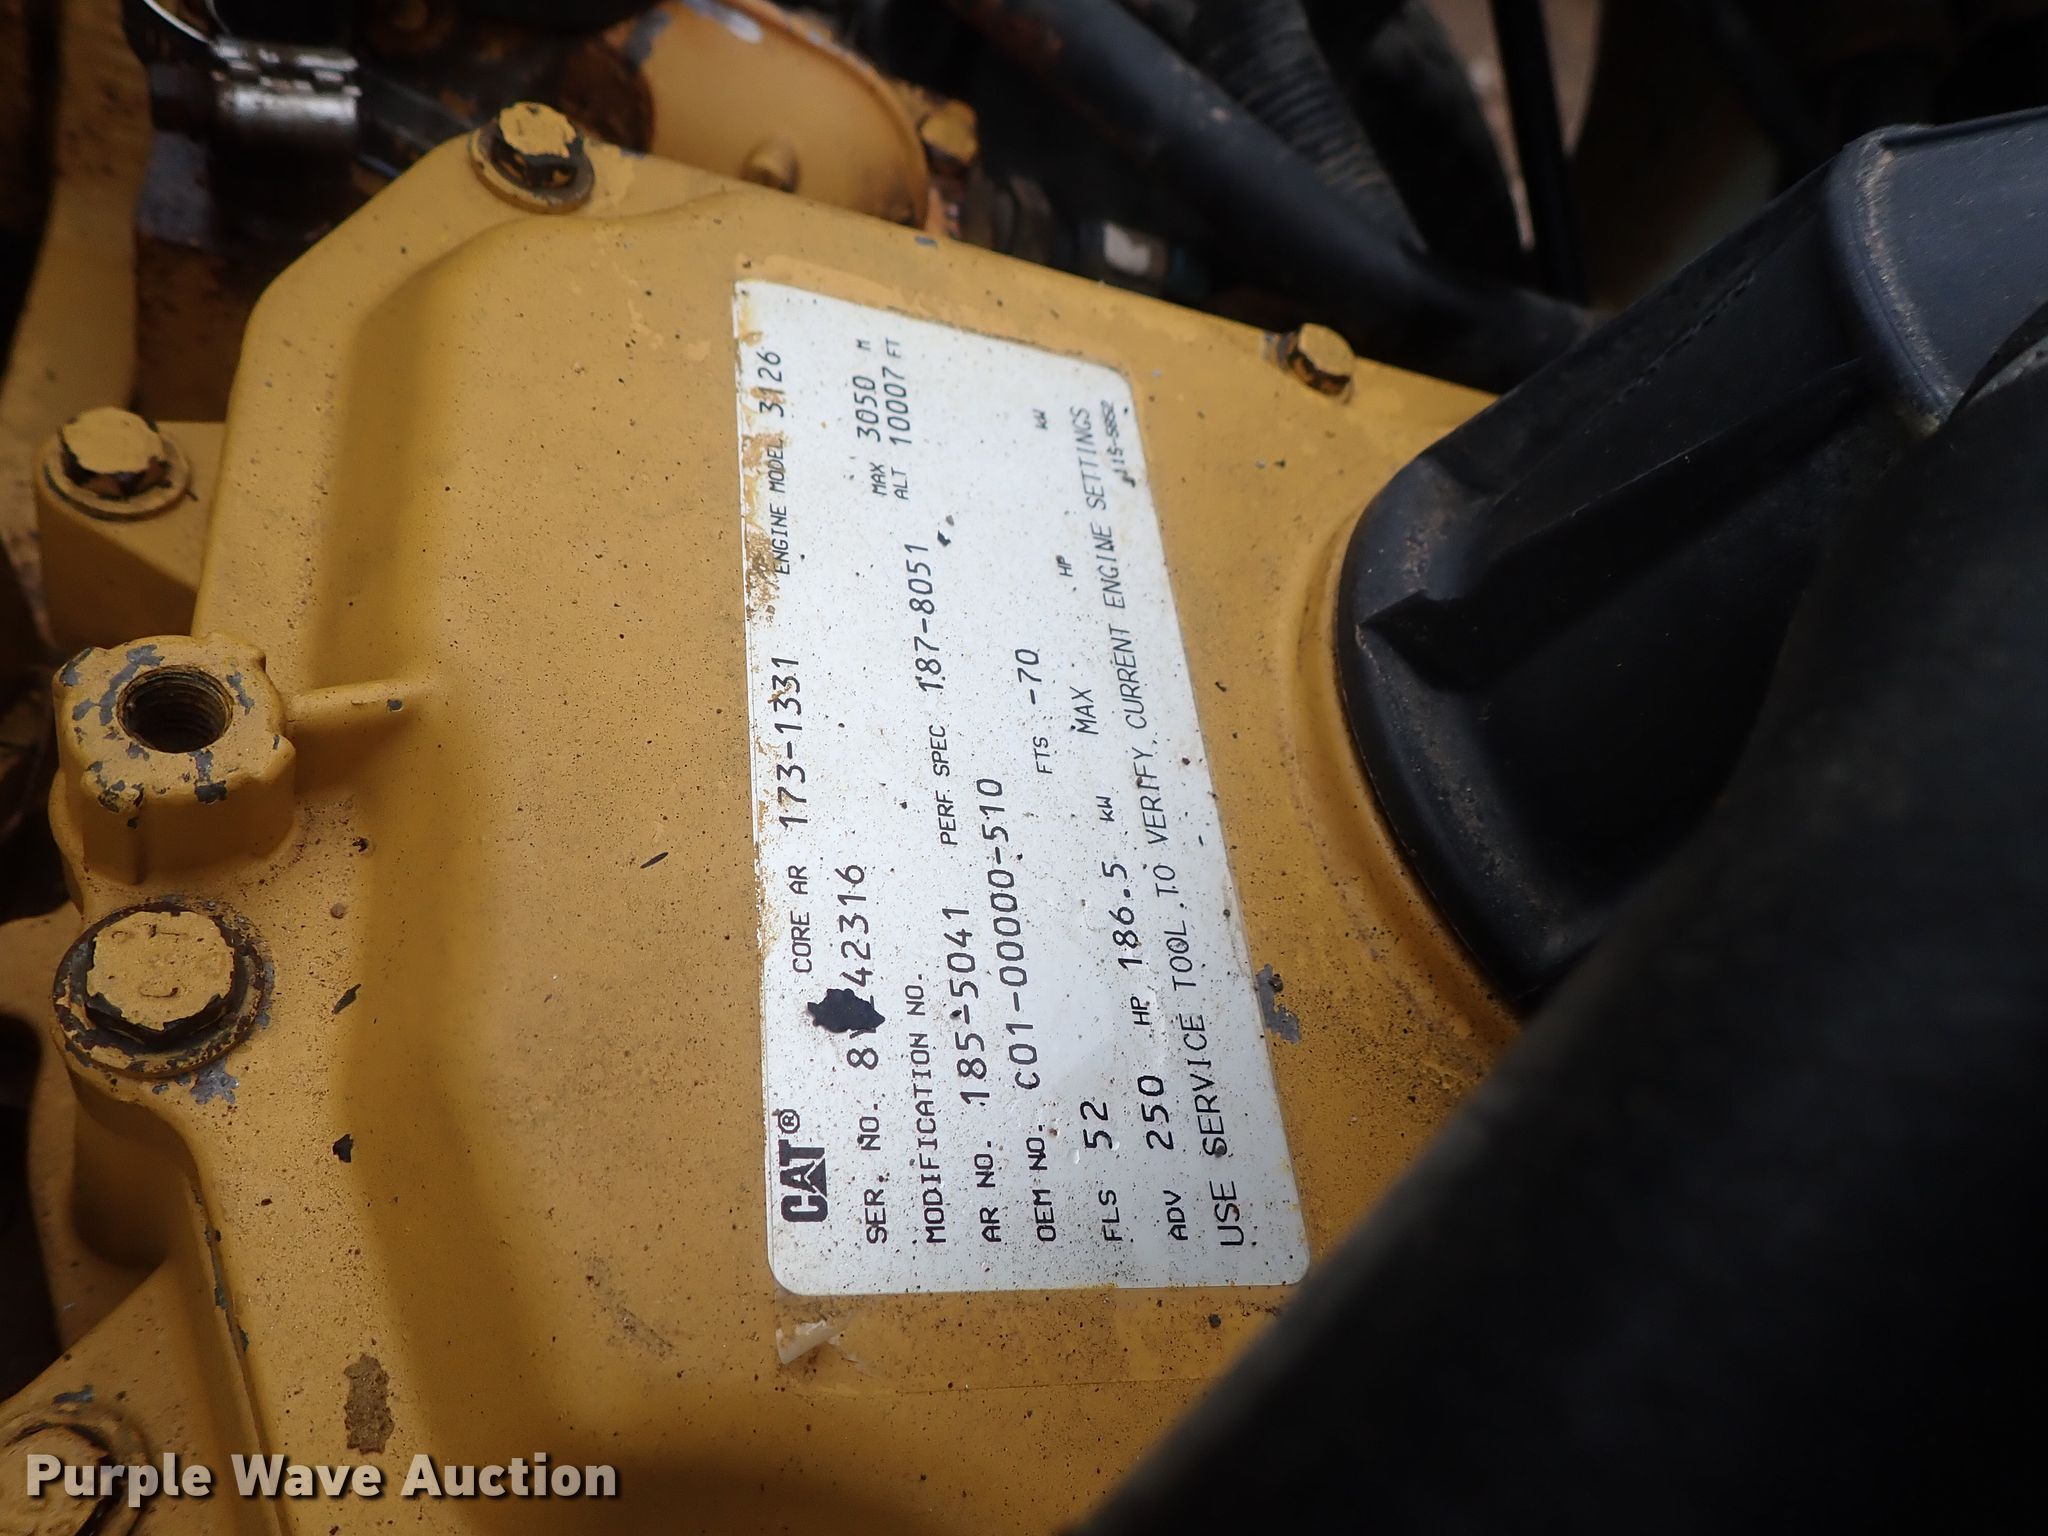 CAT® CORE AR 173-1331 ENGINE MODEL 3126
SER. NO. 42316 MAX 3050 M
MODIFICATION NO. ALT 10007 FT
AR NO. 185-5041 PERF. SPEC 187-8051
OEM NO. C01-00000-510
FLS 52 FTS -70
ADV 250 HP 186.5 kW MAX HP kW
USE SERVICE TOOL TO VERIFY CURRENT ENGINE SETTINGS
Purple Wave Auction